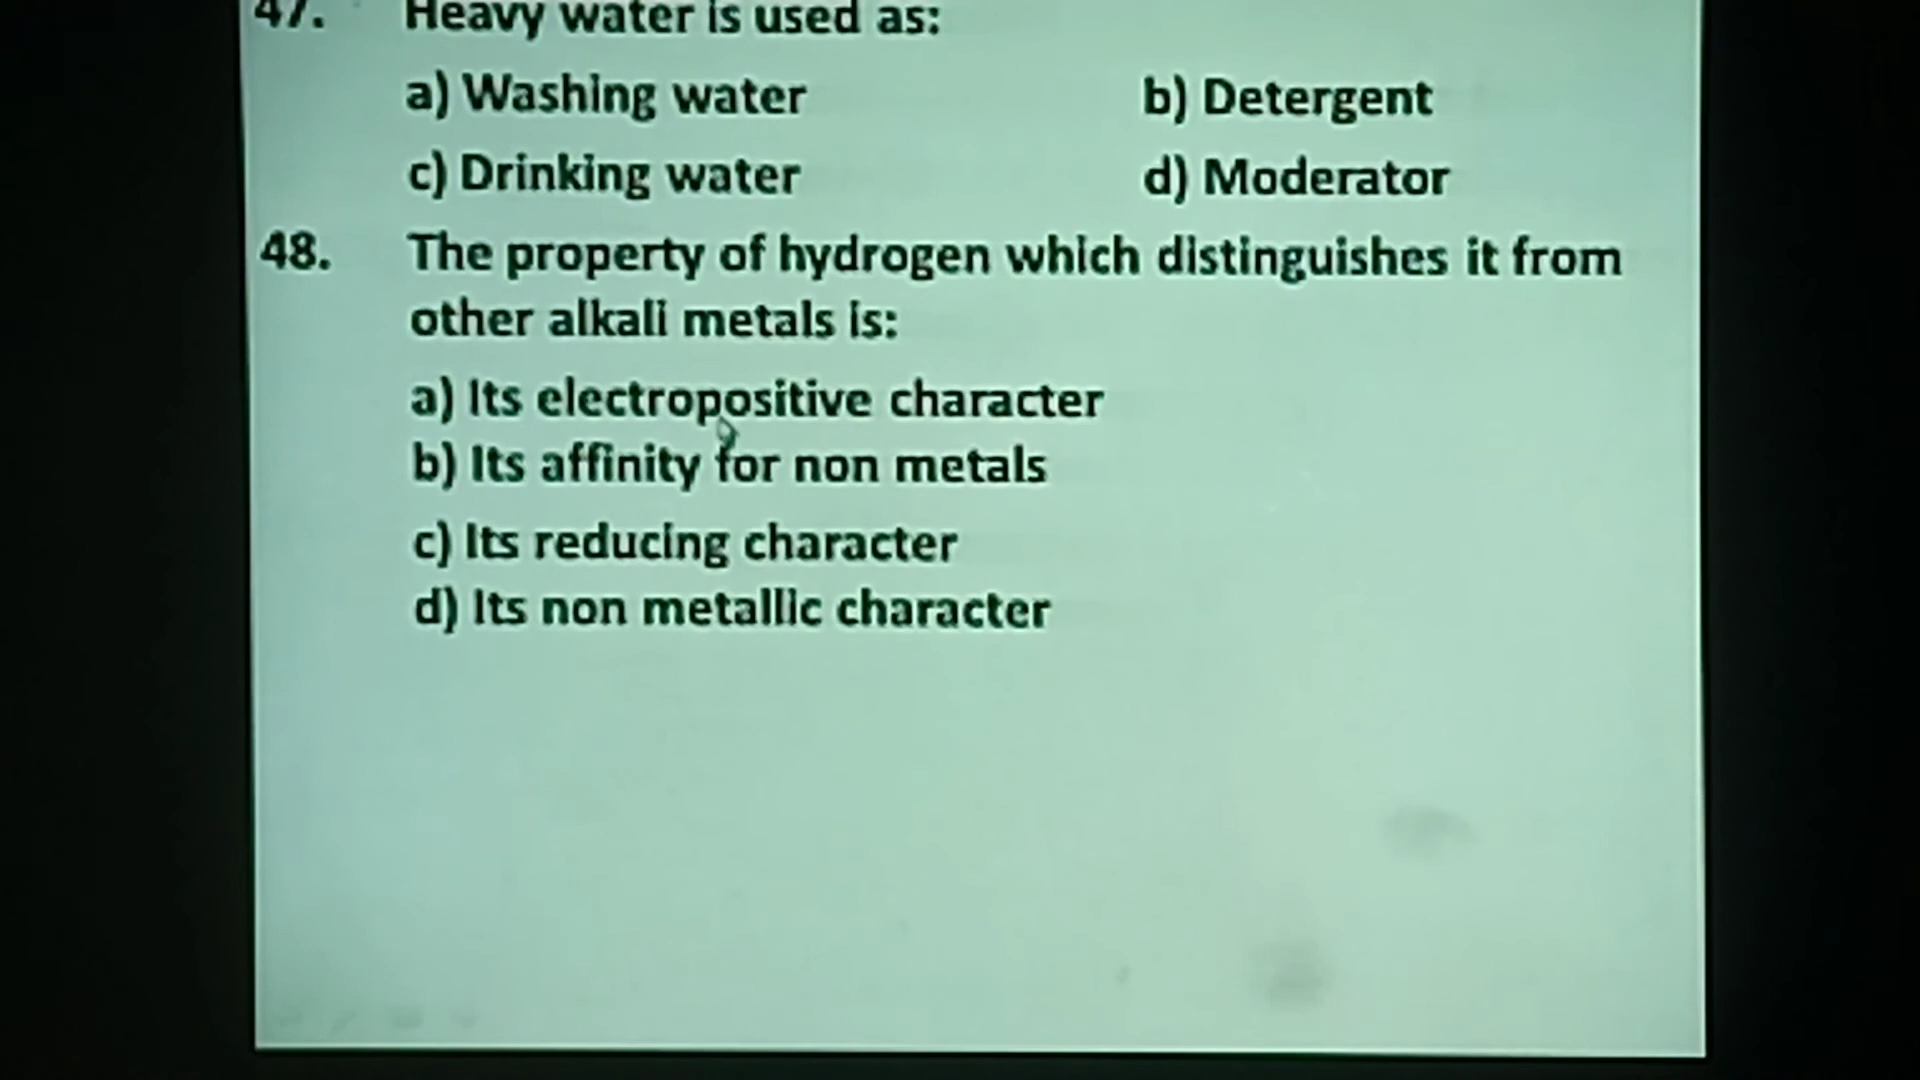 47. Heavy water is used as:
a) Washing water b) Detergent
c) Drinking water d) Moderator
48. The property of hydrogen which distinguishes it from
other alkali metals is:
a) Its electropositive character
b) Its affinity for non metals
c) Its reducing character
d) Its non metallic character